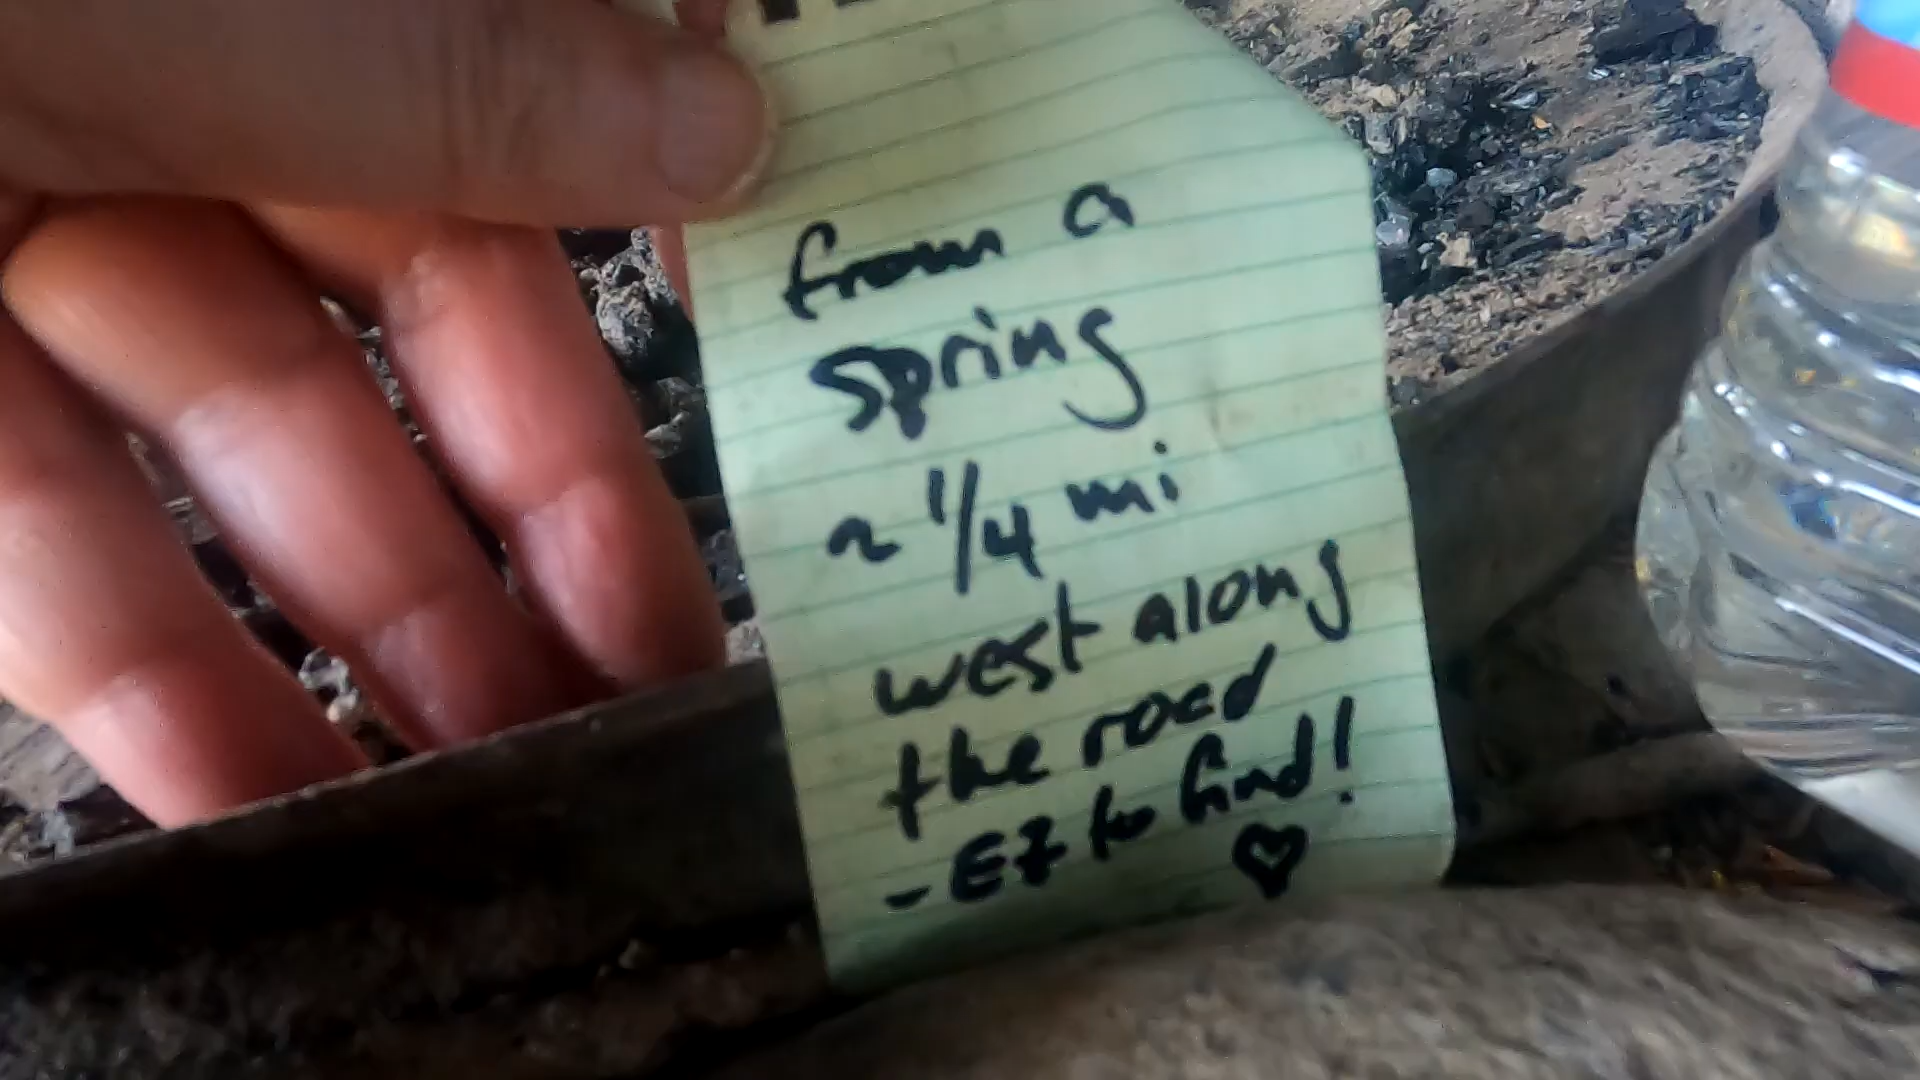 from a
spring
~ 1/4 mi
west along
the road
- EZ to find!
♡